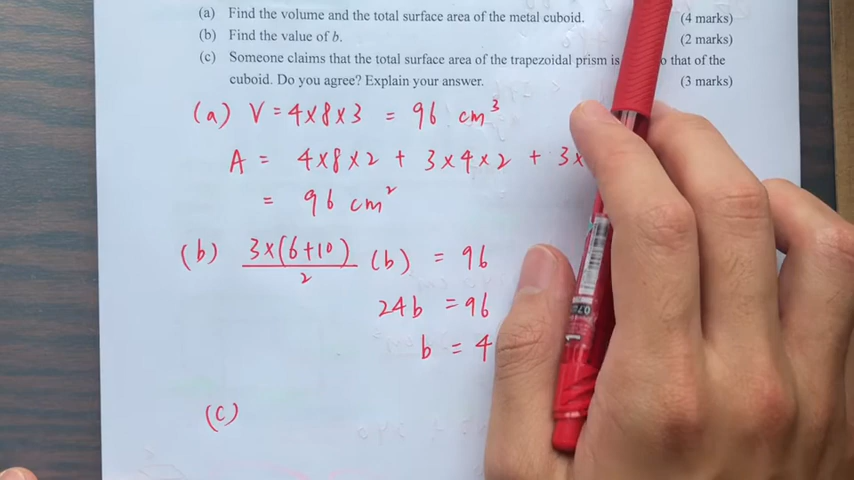 (a) Find the volume and the total surface area of the metal cuboid. (4 marks)
(b) Find the value of b. (2 marks)
(c) Someone claims that the total surface area of the trapezoidal prism is o that of the
cuboid. Do you agree? Explain your answer. (3 marks)
(a) V = 4×8×3 = 96 cm³
A = 4×8×2 + 3×4×2 + 3×
= 96 cm²
(b) 3×(6+10)/2 (b) = 96
24b = 96
b = 4
(c)